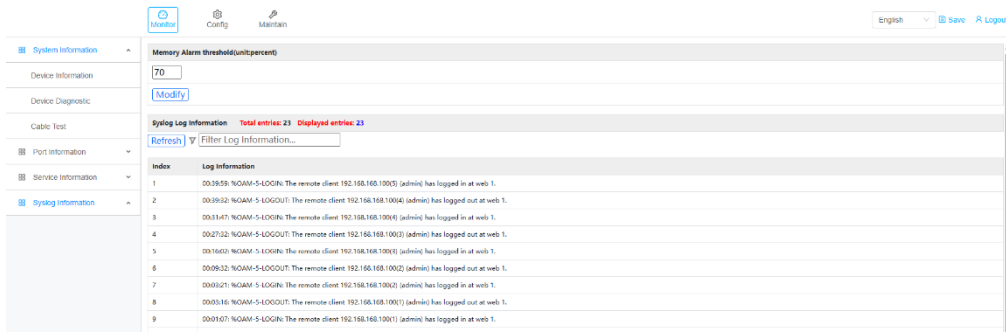 Monitor Config Maintain English Save Logou
System Information
Memory Alarm threshold(unit:percent)
Device Information
70
Device Diagnostic
Modify
Cable Test
Syslog Log Information Total entries: 23 Displayed entries: 23
Port Information
Refresh Filter Log Information...
Service Information
Index Log Information
Syslog Information
1 00:39:59: %OAM-5-LOGIN: The remote client 192.168.168.100(5) (admin) has logged in at web 1.
2 00:39:32: %OAM-5-LOGOUT: The remote client 192.168.168.100(4) (admin) has logged out at web 1.
3 00:31:47: %OAM-5-LOGIN: The remote client 192.168.168.100(4) (admin) has logged in at web 1.
4 00:27:32: %OAM-5-LOGOUT: The remote client 192.168.168.100(3) (admin) has logged out at web 1.
5 00:16:02: %OAM-5-LOGIN: The remote client 192.168.168.100(3) (admin) has logged in at web 1.
6 00:09:32: %OAM-5-LOGOUT: The remote client 192.168.168.100(2) (admin) has logged out at web 1.
7 00:03:21: %OAM-5-LOGIN: The remote client 192.168.168.100(2) (admin) has logged in at web 1.
8 00:03:16: %OAM-5-LOGOUT: The remote client 192.168.168.100(1) (admin) has logged out at web 1.
9 00:01:07: %OAM-5-LOGIN: The remote client 192.168.168.100(1) (admin) has logged in at web 1.